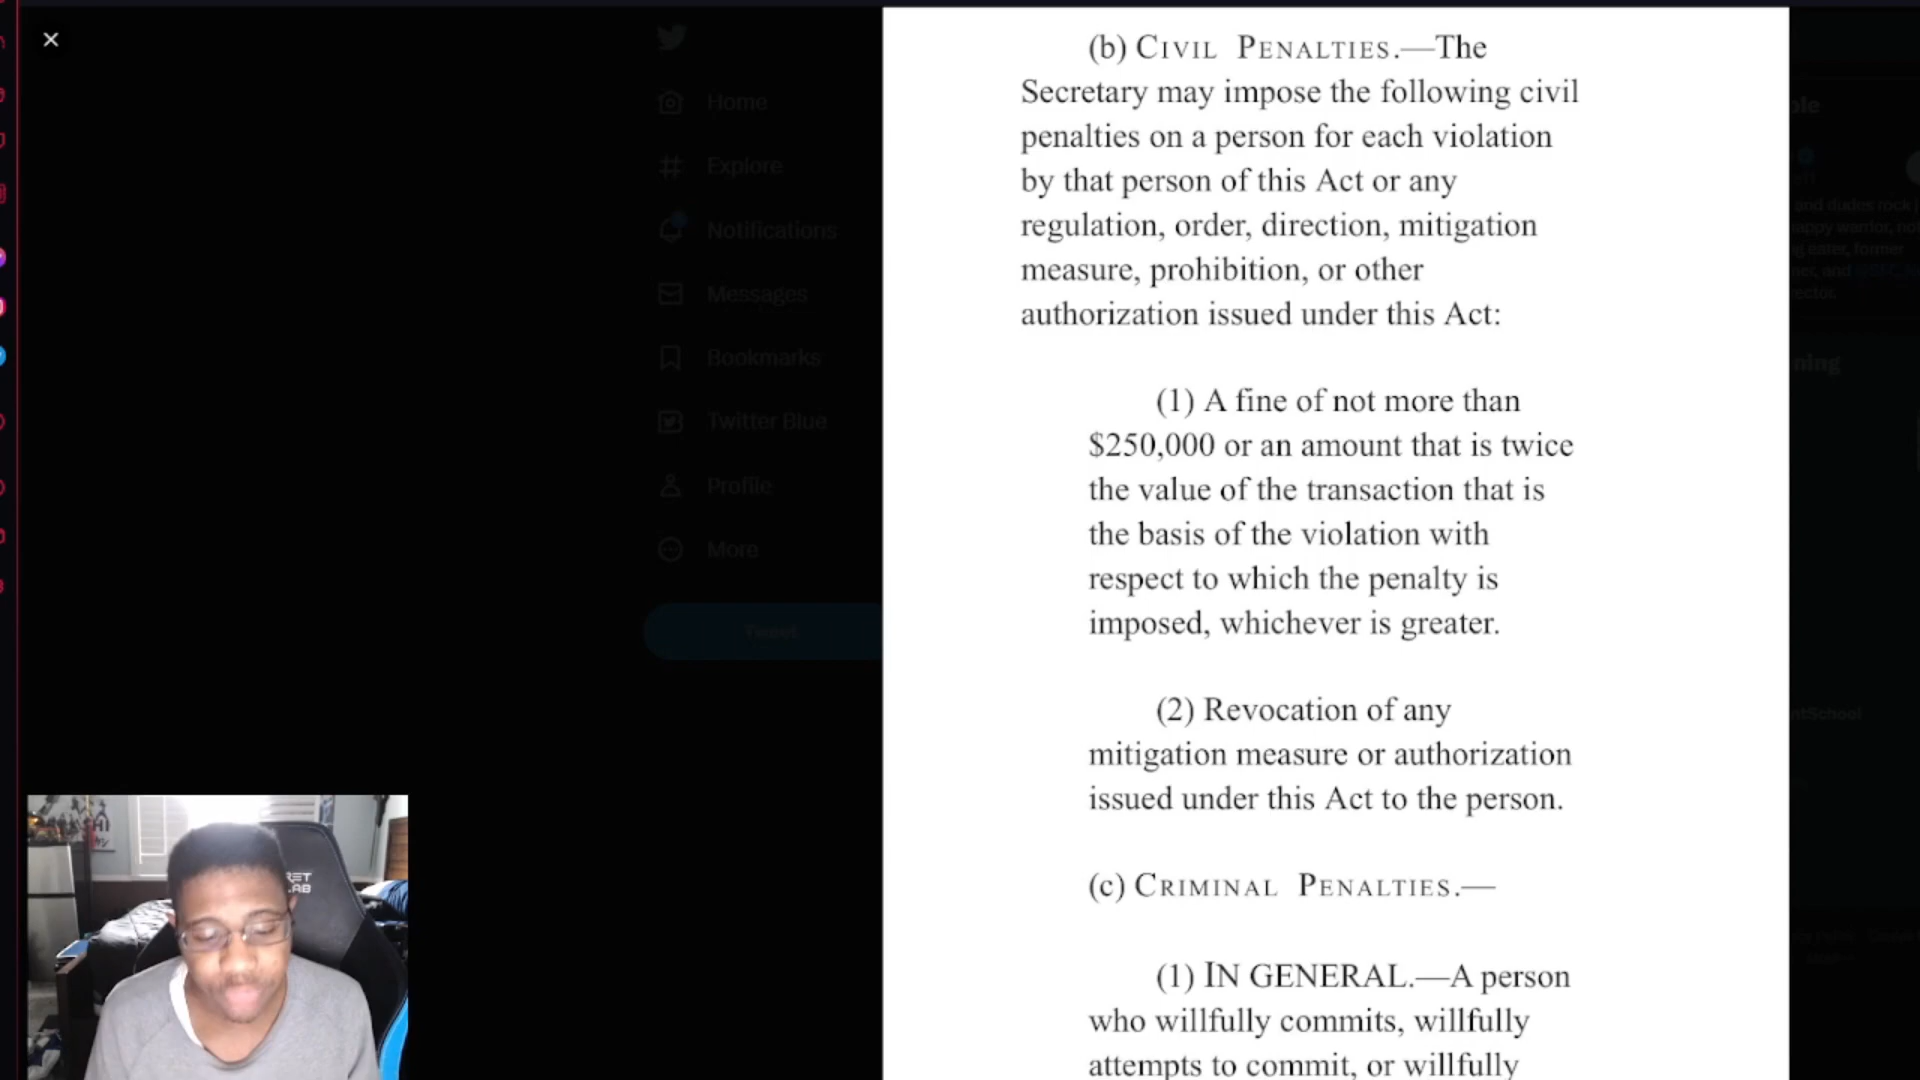 Home
Explore
Notifications
Messages
Bookmarks
Twitter Blue
Profile
More
Tweet
(b) CIVIL PENALTIES.—The
Secretary may impose the following civil
penalties on a person for each violation
by that person of this Act or any
regulation, order, direction, mitigation
measure, prohibition, or other
authorization issued under this Act:
(1) A fine of not more than
$250,000 or an amount that is twice
the value of the transaction that is
the basis of the violation with
respect to which the penalty is
imposed, whichever is greater.
(2) Revocation of any
mitigation measure or authorization
issued under this Act to the person.
(c) CRIMINAL PENALTIES.—
(1) IN GENERAL.—A person
who willfully commits, willfully
attempts to commit, or willfully
and dudes rock